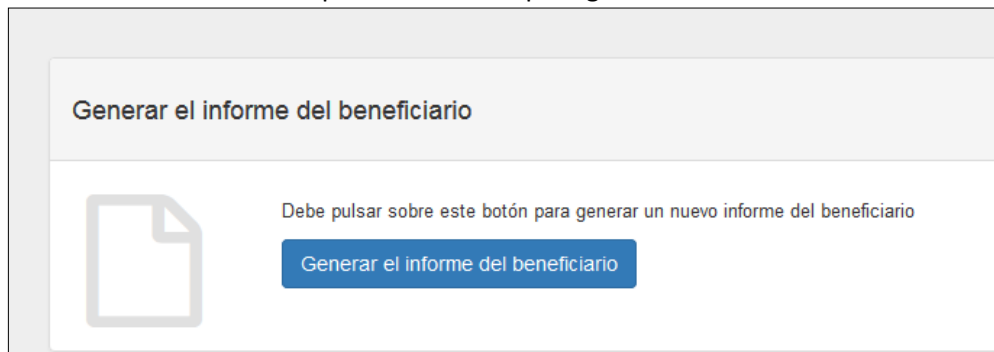 Generar el informe del beneficiario
Debe pulsar sobre este botón para generar un nuevo informe del beneficiario
Generar el informe del beneficiario